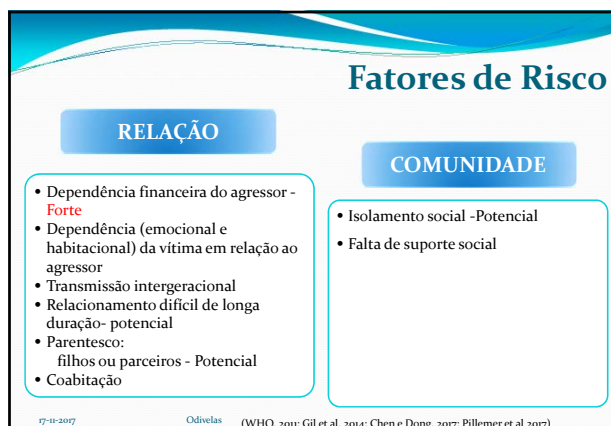 Fatores de Risco
RELAÇÃO
• Dependência financeira do agressor -
Forte
• Dependência (emocional e
habitacional) da vítima em relação ao
agressor
• Transmissão intergeracional
• Relacionamento difícil de longa
duração- potencial
• Parentesco:
filhos ou parceiros - Potencial
• Coabitação
COMUNIDADE
• Isolamento social -Potencial
• Falta de suporte social
17-11-2017
Odivelas
(WHO, 2011; Gil et al, 2014; Chen e Dong, 2017; Pillemer et al 2017)